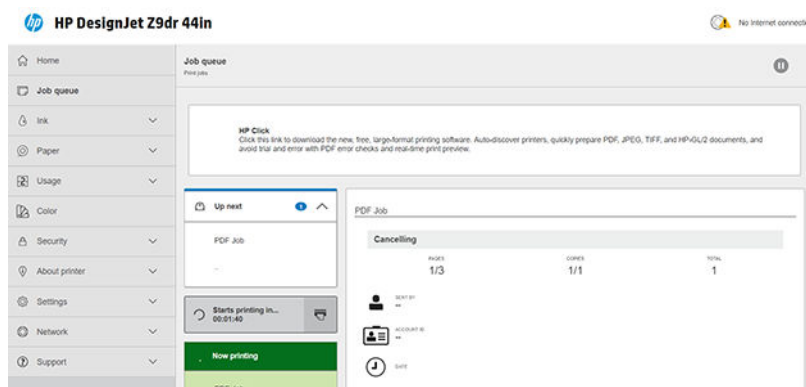 hp
HP DesignJet Z9dr 44in
No Internet connecti
Home
Job queue
Ink
Paper
Usage
Color
Security
About printer
Settings
Network
Support
Job queue
Print jobs
HP Click
Click this link to download the new, free, large-format printing software. Auto-discover printers, quickly prepare PDF, JPEG, TIFF, and HP-GL/2 documents, and
avoid trial and error with PDF error checks and real-time print preview.
Up next
1
PDF Job
-
Starts printing in...
00:01:40
Now printing
PDF Job
Cancelling
PAGES
COPIES
TOTAL
1/3
1/1
1
SENT BY
--
ACCOUNT ID
--
DATE